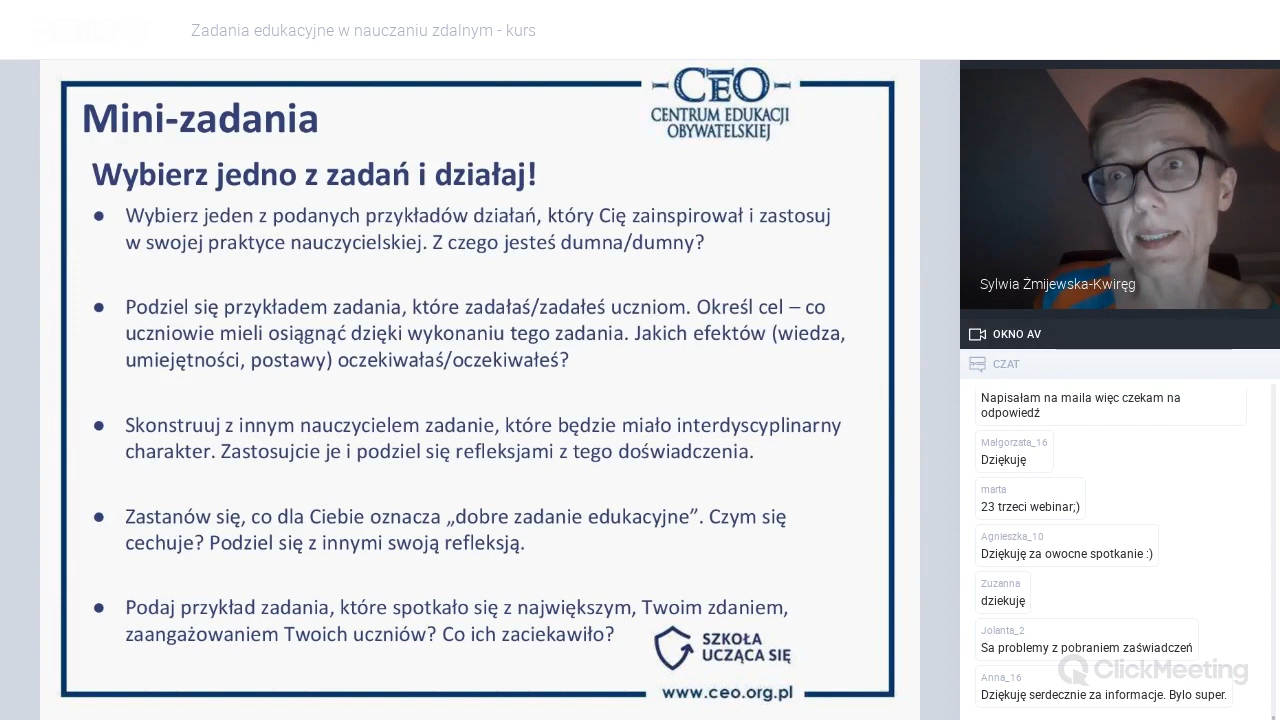 Zadania edukacyjne w nauczaniu zdalnym - kurs
CEO
CENTRUM EDUKACJI
OBYWATELSKIEJ
Mini-zadania
Wybierz jedno z zadań i działaj!
● Wybierz jeden z podanych przykładów działań, który Cię zainspirował i zastosuj
w swojej praktyce nauczycielskiej. Z czego jesteś dumna/dumny?
● Podziel się przykładem zadania, które zadałaś/zadałeś uczniom. Określ cel – co
uczniowie mieli osiągnąć dzięki wykonaniu tego zadania. Jakich efektów (wiedza,
umiejętności, postawy) oczekiwałaś/oczekiwałeś?
● Skonstruuj z innym nauczycielem zadanie, które będzie miało interdyscyplinarny
charakter. Zastosujcie je i podziel się refleksjami z tego doświadczenia.
● Zastanów się, co dla Ciebie oznacza „dobre zadanie edukacyjne”. Czym się
cechuje? Podziel się z innymi swoją refleksją.
● Podaj przykład zadania, które spotkało się z największym, Twoim zdaniem,
zaangażowaniem Twoich uczniów? Co ich zaciekawiło?
SZKOŁA
UCZĄCA SIĘ
www.ceo.org.pl
Sylwia Żmijewska-Kwiręg
OKNO AV
CZAT
Napisałam na maila więc czekam na
odpowiedź
Małgorzata_16
Dziękuję
marta
23 trzeci webinar;)
Agnieszka_10
Dziękuję za owocne spotkanie :)
Zuzanna
dziekuję
Jolanta_2
Sa problemy z pobraniem zaświadczeń
Anna_16
Dziękuję serdecznie za informacje. Bylo super.
ClickMeeting